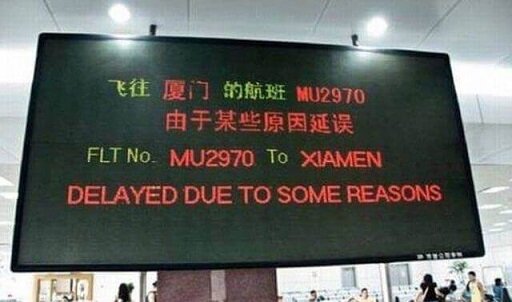 飞往 厦门 的航班 MU2970
由于某些原因延误
FLT No. MU2970 To XIAMEN
DELAYED DUE TO SOME REASONS